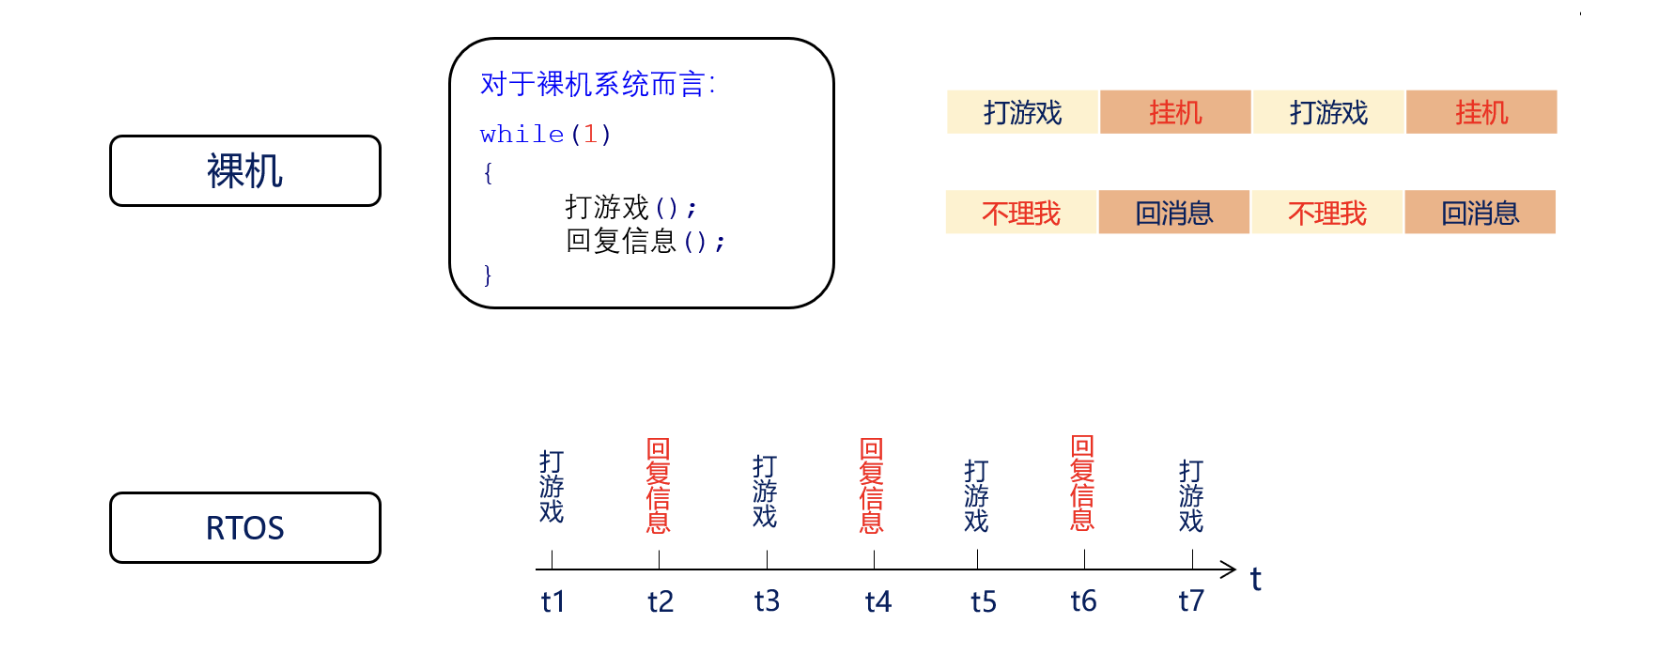 裸机
对于裸机系统而言：
while(1)
{
打游戏();
回复信息();
}
打游戏 挂机 打游戏 挂机
不理我 回消息 不理我 回消息
RTOS
打游戏 回复信息 打游戏 回复信息 打游戏 回复信息 打游戏
t1 t2 t3 t4 t5 t6 t7 t